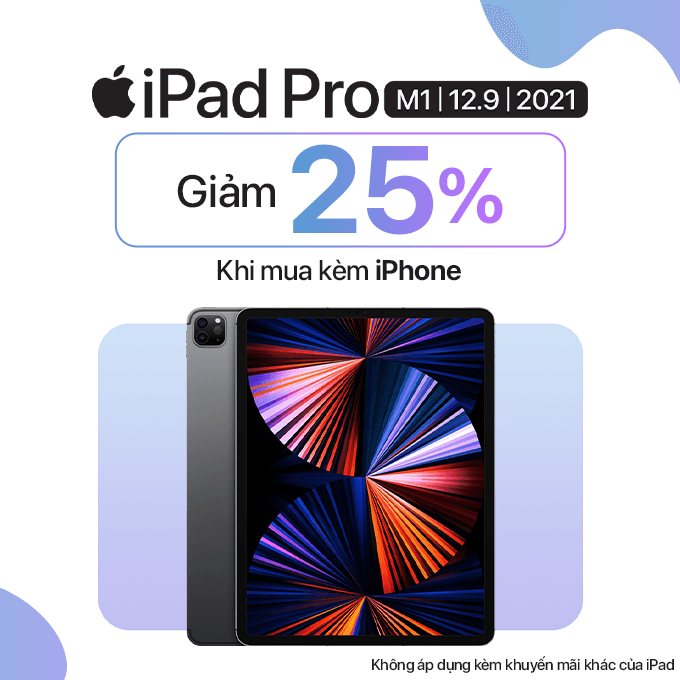 iPad Pro M1 | 12.9 | 2021
Giảm 25%
Khi mua kèm iPhone
Không áp dụng kèm khuyến mãi khác của iPad